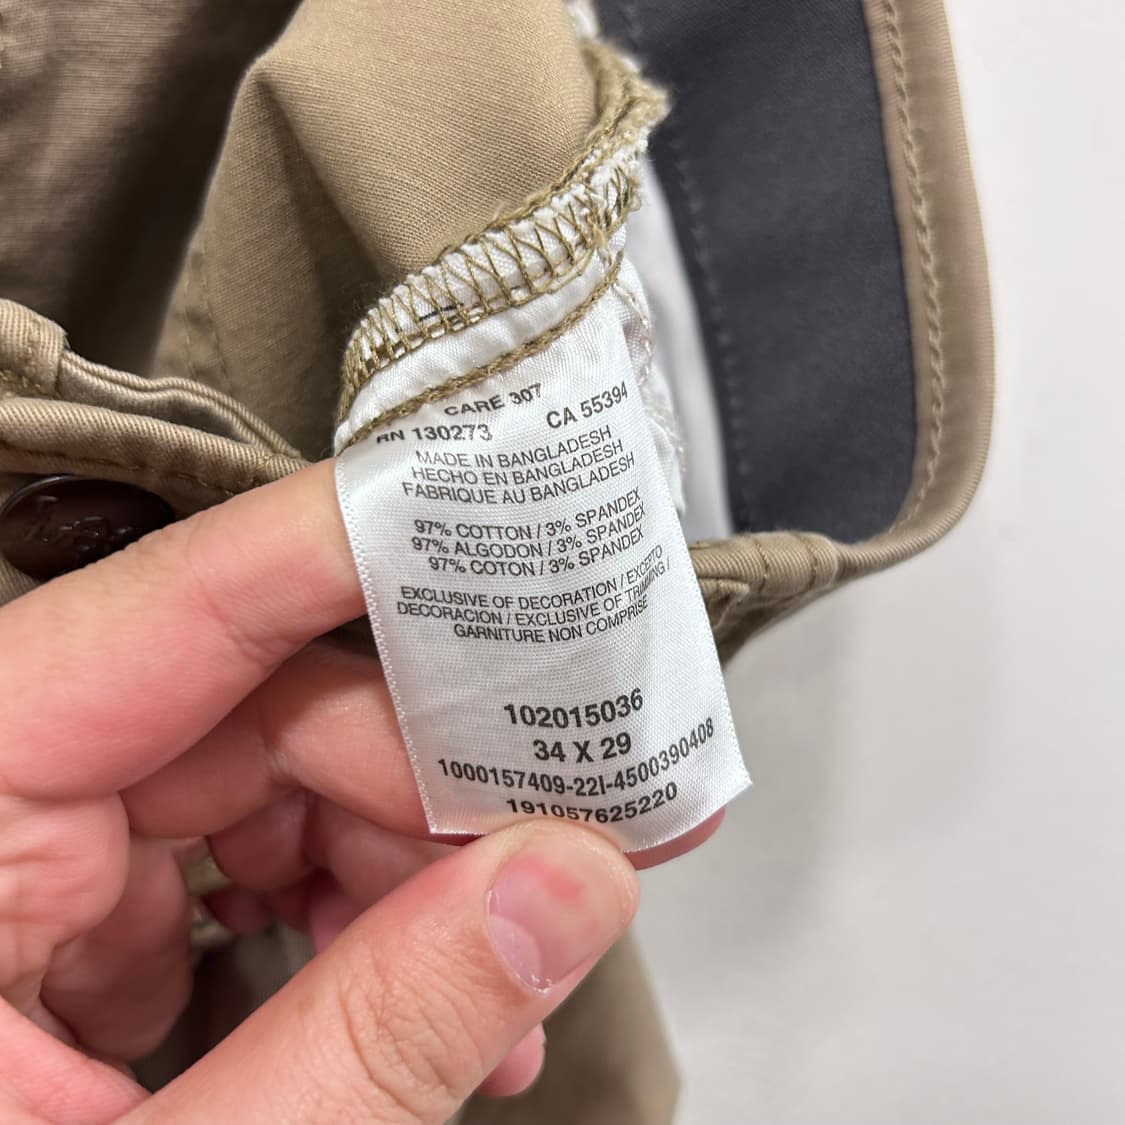 CARE 307
RN 130273 CA 55394
MADE IN BANGLADESH
HECHO EN BANGLADESH
FABRIQUE AU BANGLADESH
97% COTTON / 3% SPANDEX
97% ALGODON / 3% SPANDEX
97% COTON / 3% SPANDEX
EXCLUSIVE OF DECORATION / EXCEPTO
DECORACION / EXCLUSIVE OF TRIMMING /
GARNITURE NON COMPRISE
102015036
34 X 29
1000157409-22I-4500390408
191057625220